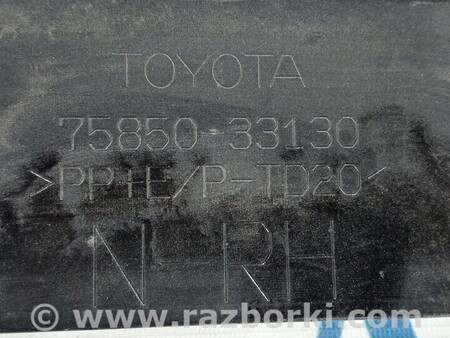 TOYOTA
75850-33130
>PP+E/P-TD20<
N-RH
© www.razborki.com